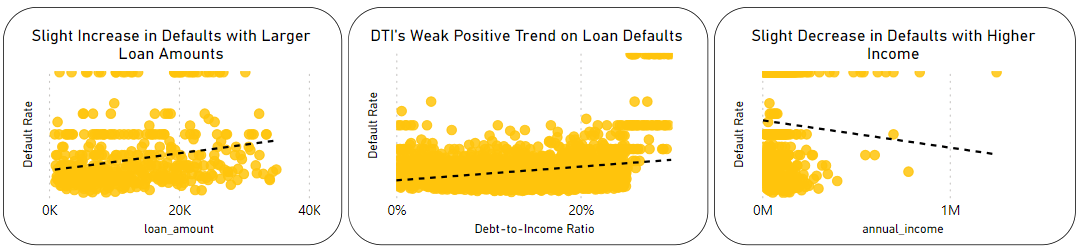 Slight Increase in Defaults with Larger
Loan Amounts
Default Rate
0K
20K
40K
loan_amount
DTI's Weak Positive Trend on Loan Defaults
Default Rate
0%
20%
Debt-to-Income Ratio
Slight Decrease in Defaults with Higher
Income
Default Rate
0M
1M
annual_income